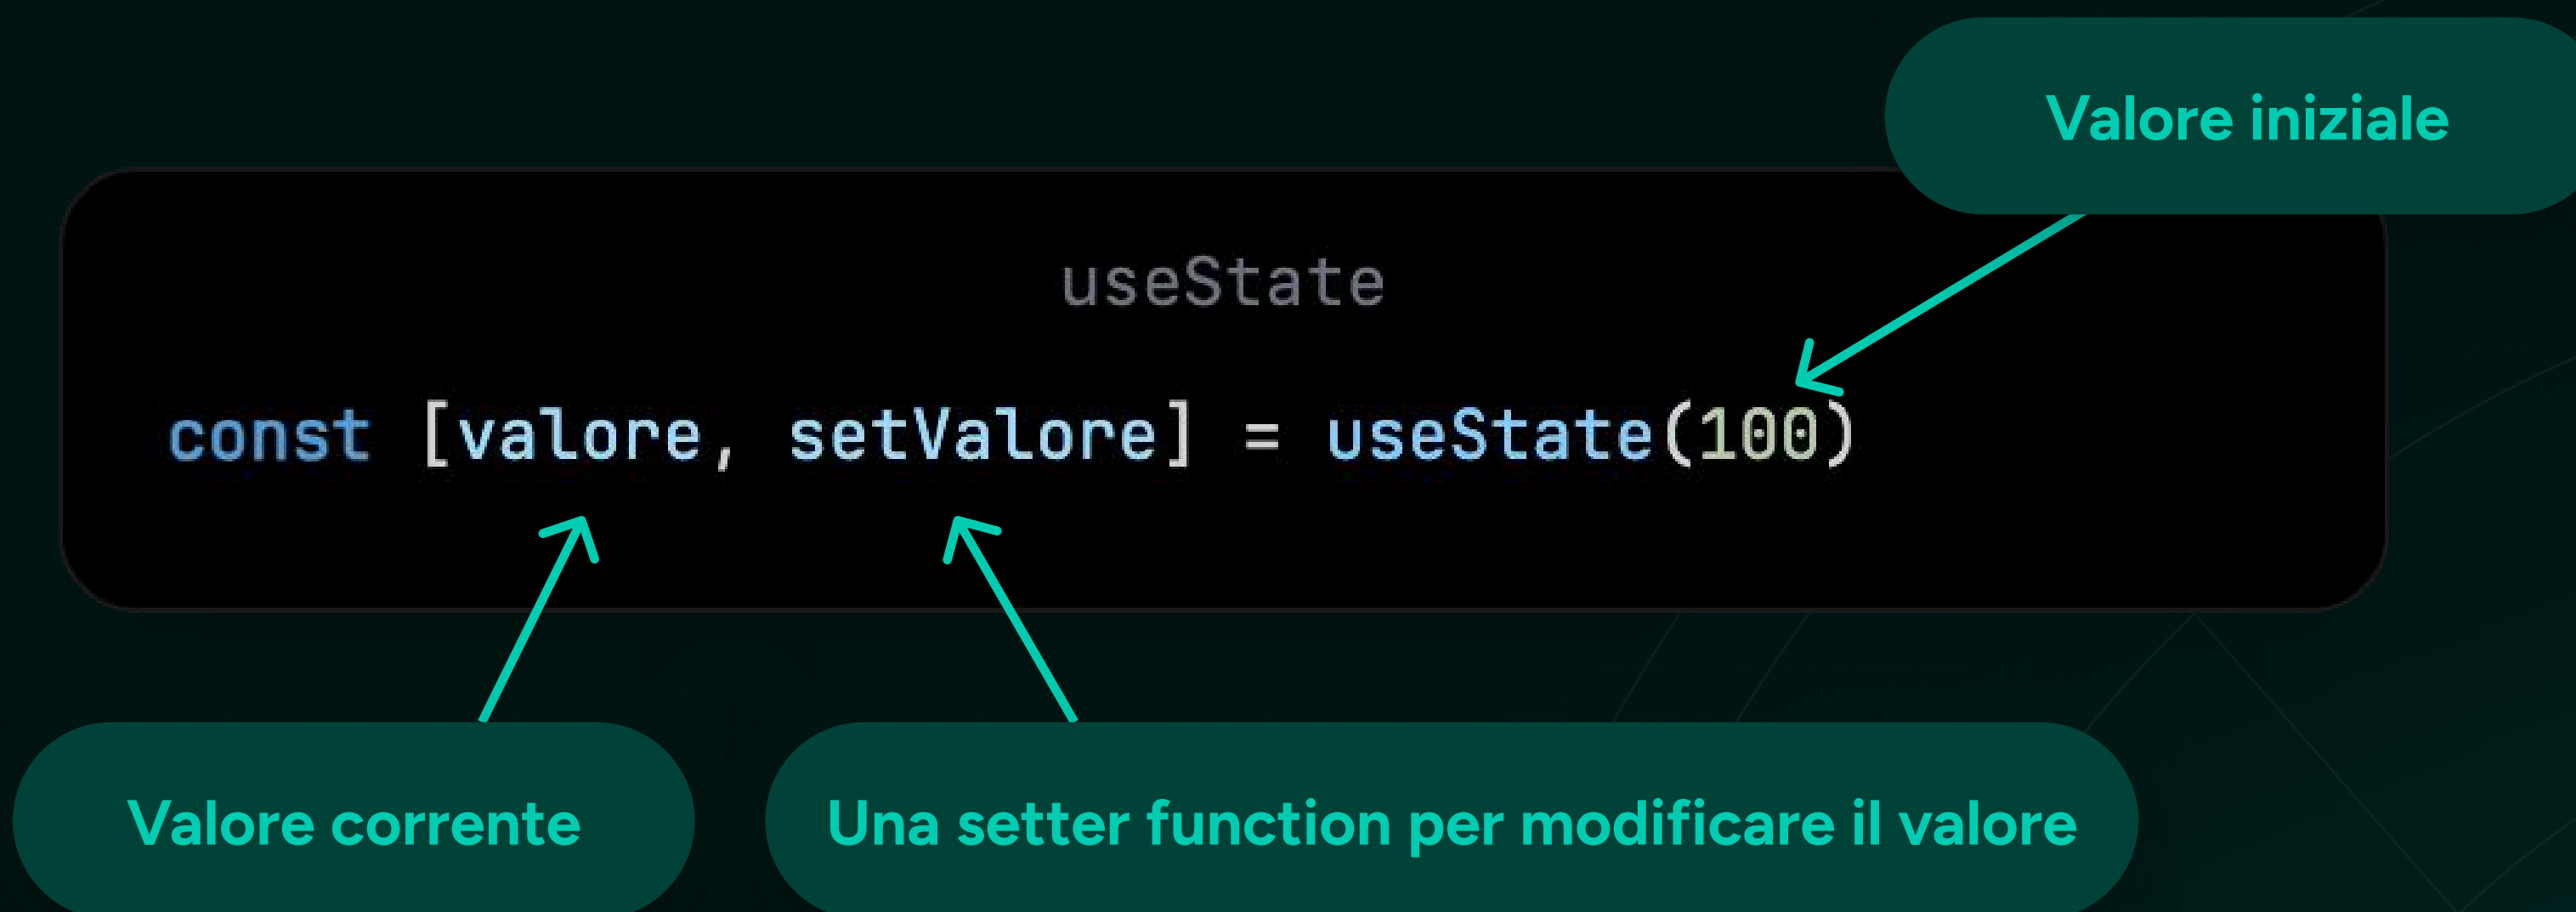 Valore iniziale
useState
const [valore, setValore] = useState(100)
Valore corrente
Una setter function per modificare il valore